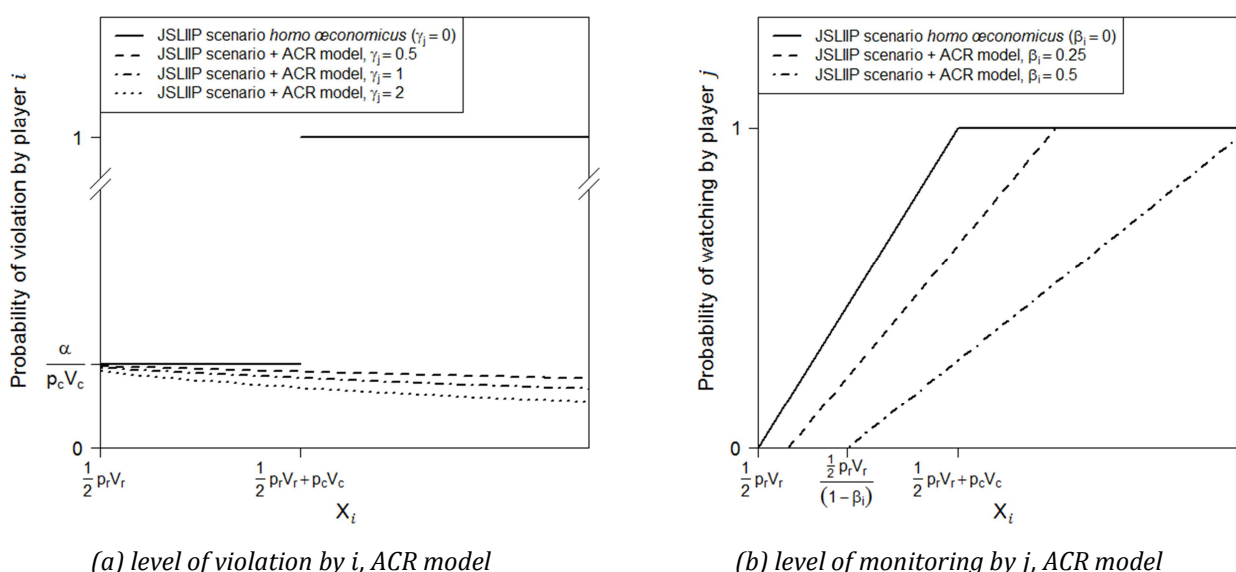 JSLIIP scenario homo œconomicus (γj = 0)
JSLIIP scenario + ACR model, γj = 0.5
JSLIIP scenario + ACR model, γj = 1
JSLIIP scenario + ACR model, γj = 2
Probability of violation by player i
1
α
pcVc
0
1
2 prVr
1
2 prVr + pcVc
Xi
(a) level of violation by i, ACR model
JSLIIP scenario homo œconomicus (βi = 0)
JSLIIP scenario + ACR model, βi = 0.25
JSLIIP scenario + ACR model, βi = 0.5
Probability of watching by player j
1
0
1
2 prVr
1
2 prVr
(1 − βi)
1
2 prVr + pcVc
Xi
(b) level of monitoring by j, ACR model